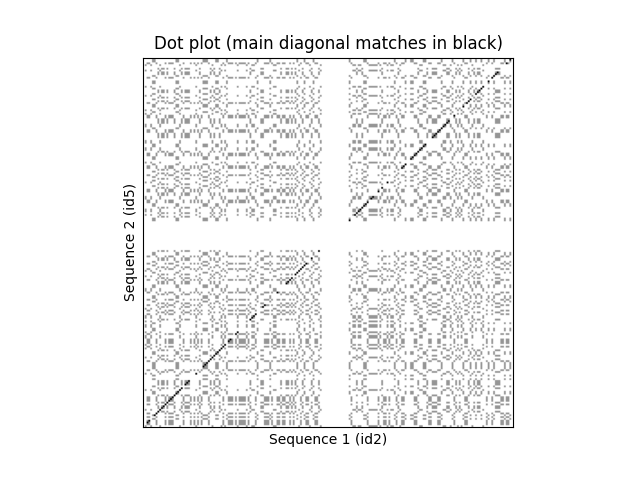 Dot plot (main diagonal matches in black)
Sequence 2 (id5)
Sequence 1 (id2)